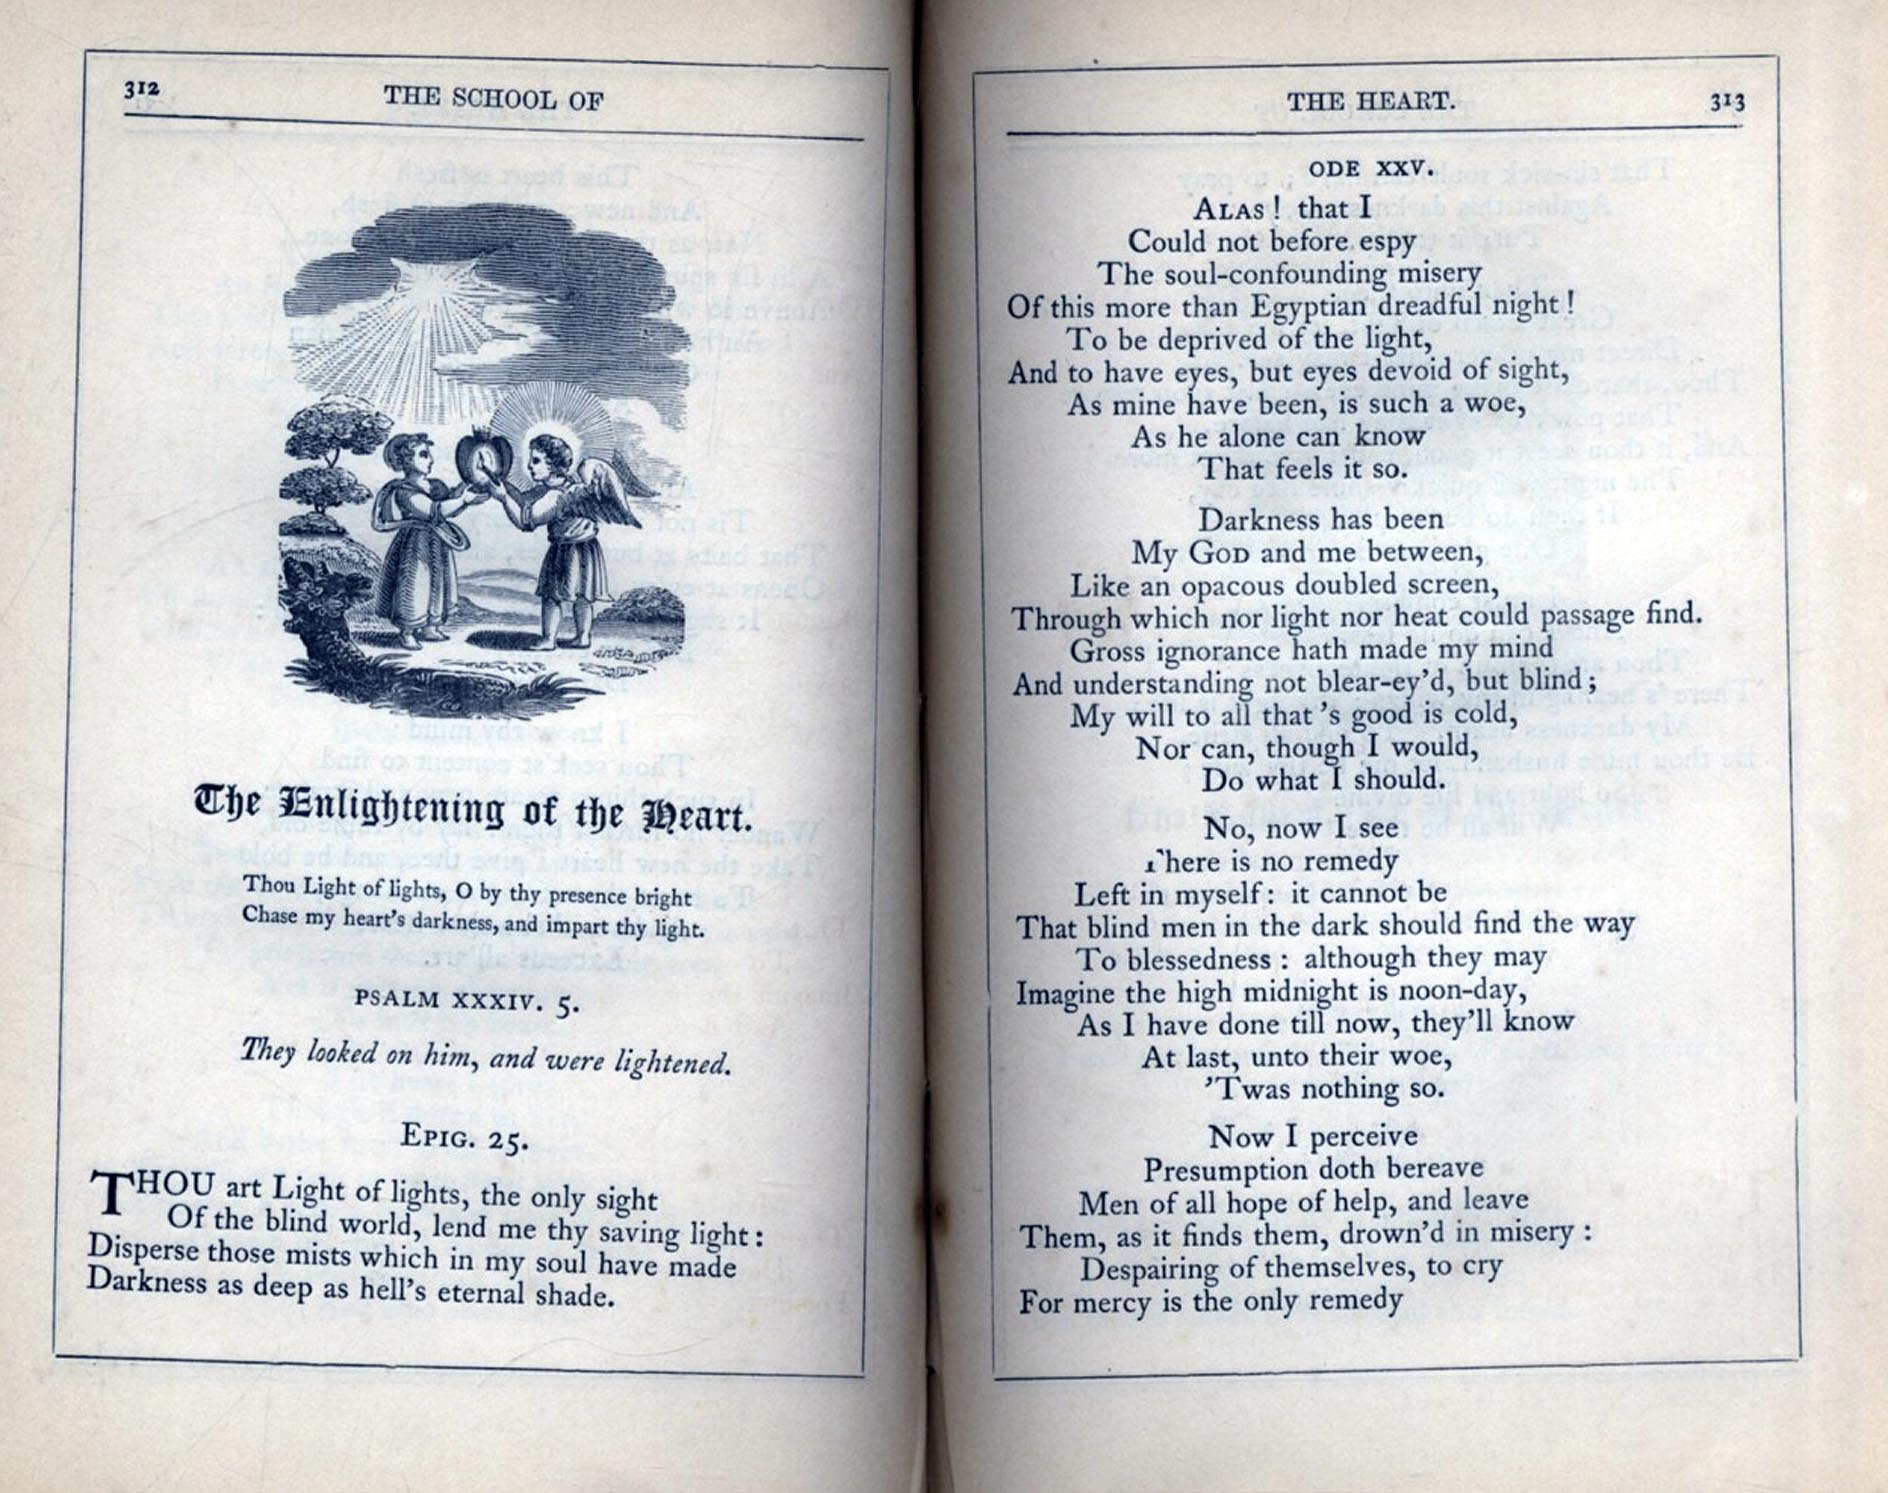 312
THE SCHOOL OF
The Enlightening of the Heart.
Thou Light of lights, O by thy presence bright
Chase my heart's darkness, and impart thy light.
PSALM XXXIV. 5.
They looked on him, and were lightened.
EPIG. 25.
THOU art Light of lights, the only sight
Of the blind world, lend me thy saving light:
Disperse those mists which in my soul have made
Darkness as deep as hell's eternal shade.
THE HEART.
313
ODE XXV.
ALAS! that I
Could not before espy
The soul-confounding misery
Of this more than Egyptian dreadful night!
To be deprived of the light,
And to have eyes, but eyes devoid of sight,
As mine have been, is such a woe,
As he alone can know
That feels it so.
Darkness has been
My GOD and me between,
Like an opacous doubled screen,
Through which nor light nor heat could passage find.
Gross ignorance hath made my mind
And understanding not blear-ey'd, but blind;
My will to all that 's good is cold,
Nor can, though I would,
Do what I should.
No, now I see
There is no remedy
Left in myself: it cannot be
That blind men in the dark should find the way
To blessedness: although they may
Imagine the high midnight is noon-day,
As I have done till now, they'll know
At last, unto their woe,
'Twas nothing so.
Now I perceive
Presumption doth bereave
Men of all hope of help, and leave
Them, as it finds them, drown'd in misery:
Despairing of themselves, to cry
For mercy is the only remedy